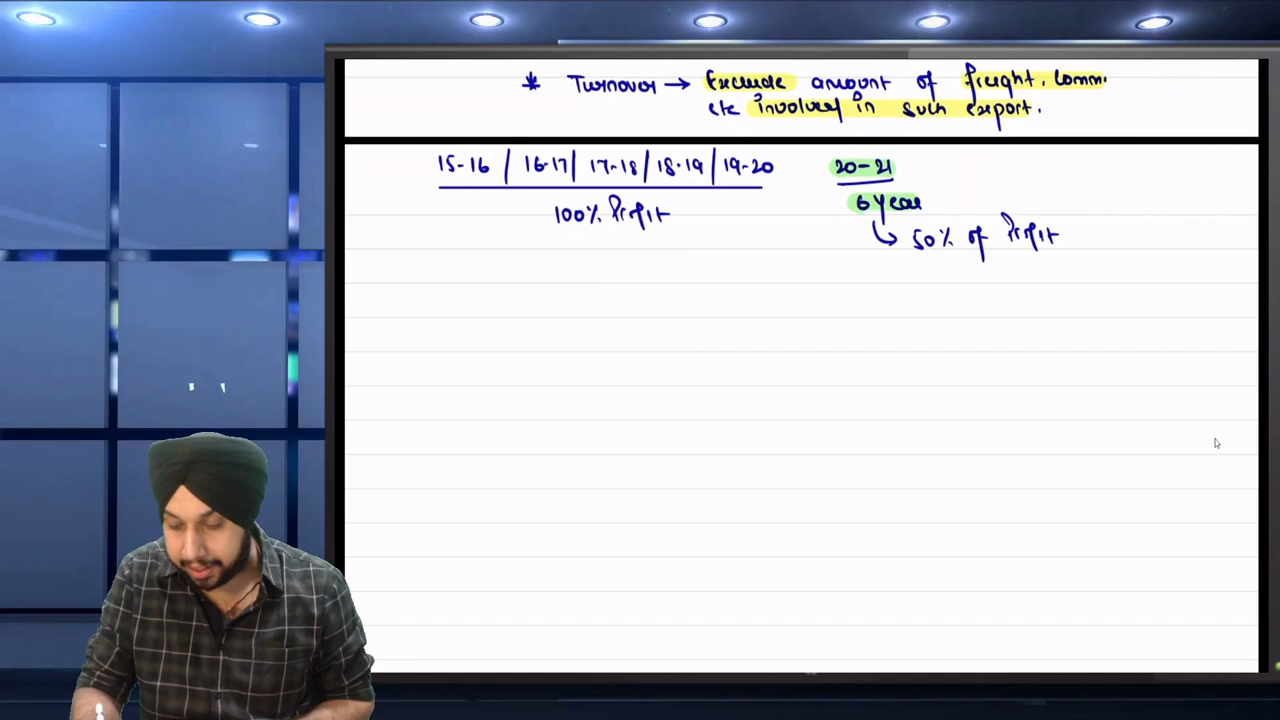 * Turnover → Exclude amount of freight, comm.
etc involved in such export.
15-16 | 16-17 | 17-18 | 18-19 | 19-20 20-21
100% Profit 6 year
↳ 50% of Profit